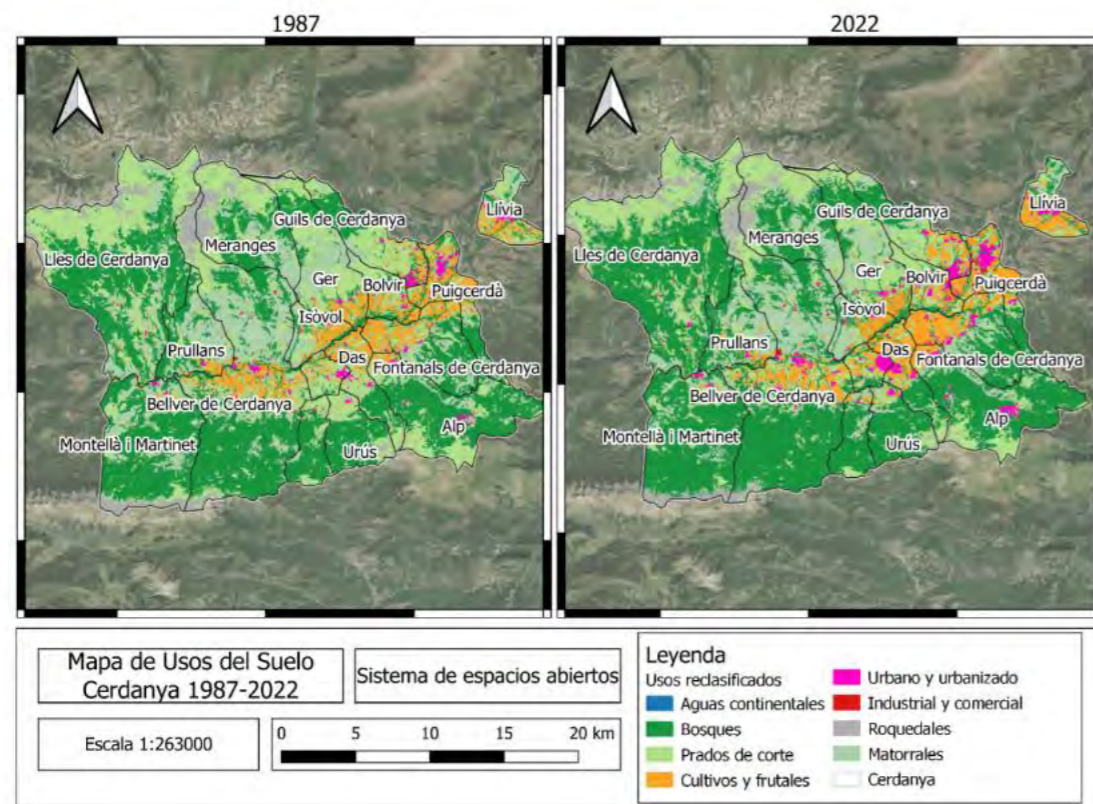 1987
2022
Llívia
Guils de Cerdanya
Meranges
Lles de Cerdanya
Ger
Bolvir
Puigcerdà
Isòvol
Prullans
Das
Fontanals de Cerdanya
Bellver de Cerdanya
Alp
Montellà i Martinet
Urús
Llívia
Guils de Cerdanya
Meranges
Lles de Cerdanya
Ger
Bolvir
Puigcerdà
Isòvol
Prullans
Das
Fontanals de Cerdanya
Bellver de Cerdanya
Alp
Montellà i Martinet
Urús
Mapa de Usos del Suelo
Cerdanya 1987-2022
Sistema de espacios abiertos
Escala 1:263000
0 5 10 15 20 km
Leyenda
Usos reclasificados
Aguas continentales
Bosques
Prados de corte
Cultivos y frutales
Urbano y urbanizado
Industrial y comercial
Roquedales
Matorrales
Cerdanya